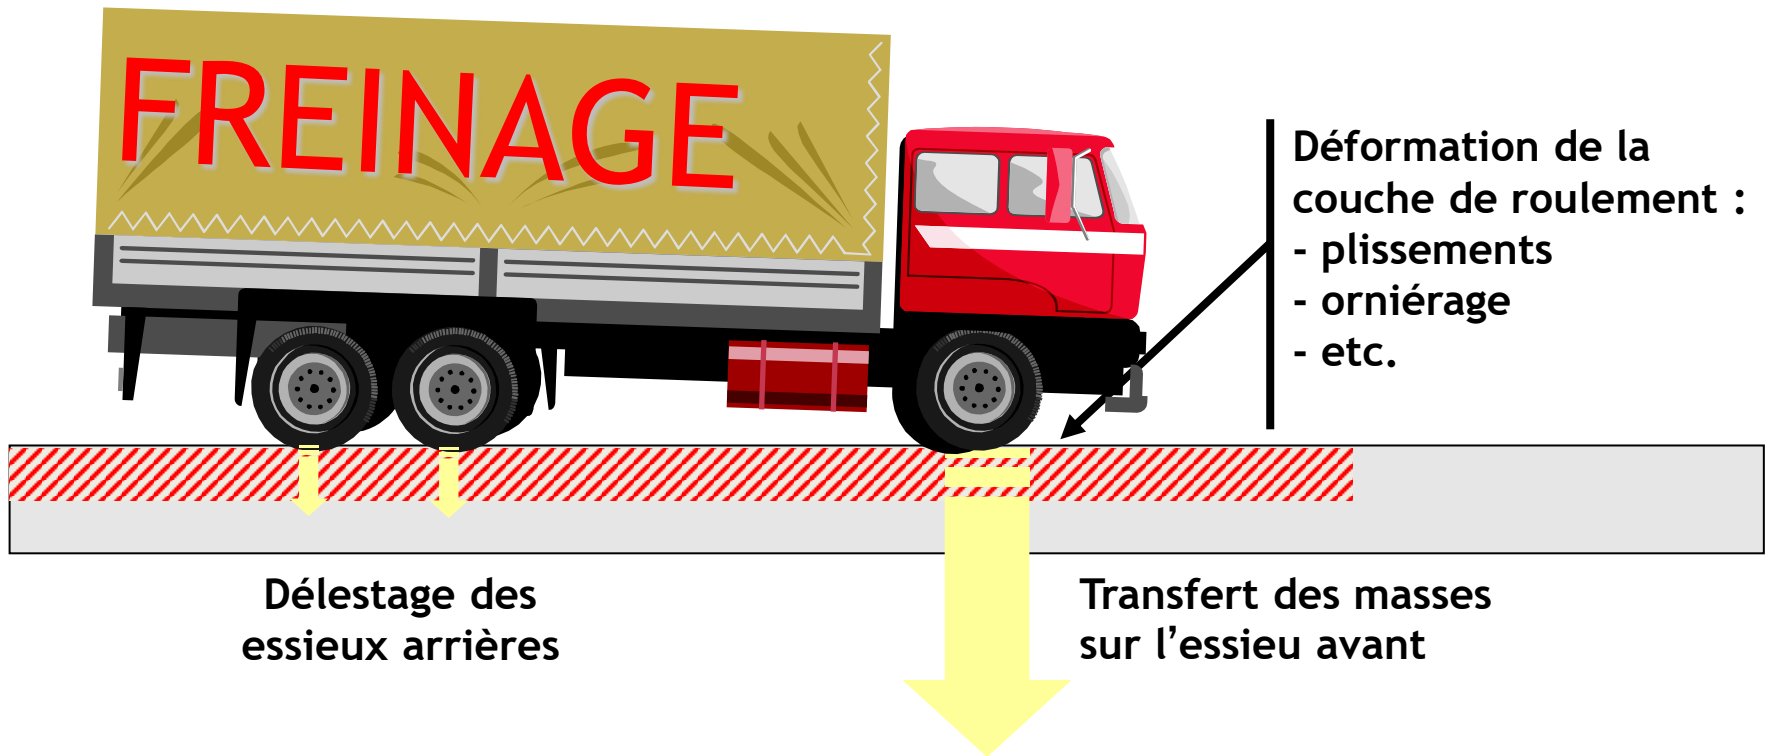 FREINAGE
Déformation de la
couche de roulement :
- plissements
- orniérage
- etc.
Délestage des
essieux arrières
Transfert des masses
sur l’essieu avant